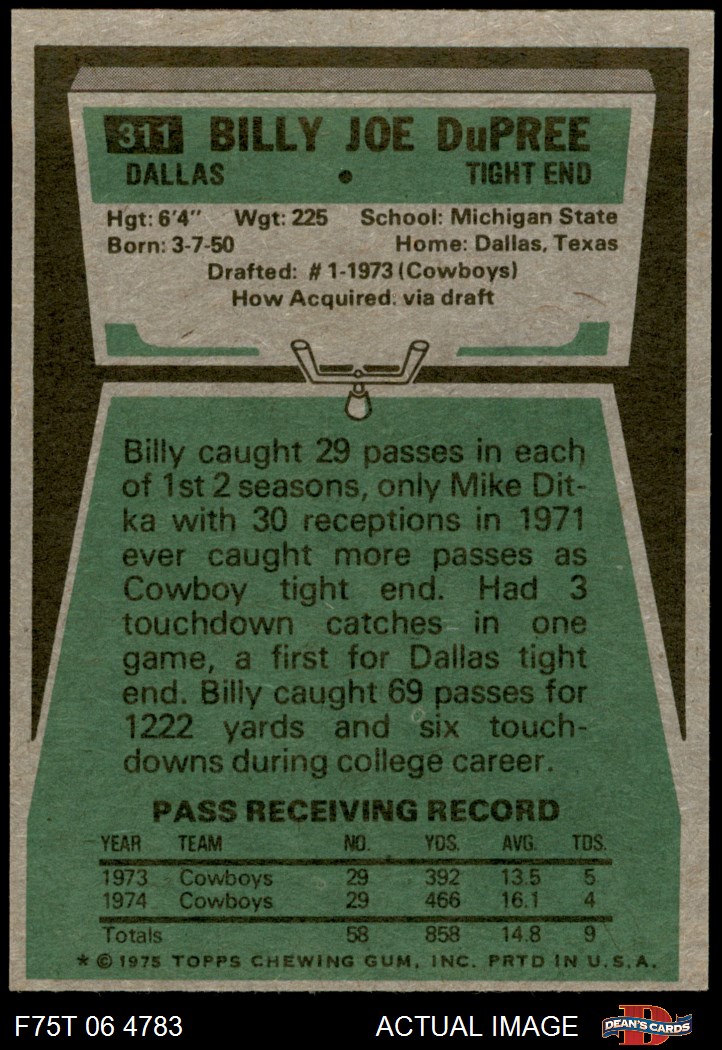 311 BILLY JOE DuPREE
DALLAS • TIGHT END
Hgt: 6'4" Wgt: 225 School: Michigan State
Born: 3-7-50 Home: Dallas, Texas
Drafted: #1-1973 (Cowboys)
How Acquired: via draft
Billy caught 29 passes in each
of 1st 2 seasons, only Mike Dit-
ka with 30 receptions in 1971
ever caught more passes as
Cowboy tight end. Had 3
touchdown catches in one
game, a first for Dallas tight
end. Billy caught 69 passes for
1222 yards and six touch-
downs during college career.
PASS RECEIVING RECORD
YEAR TEAM NO. YDS. AVG. TDS.
1973 Cowboys 29 392 13.5 5
1974 Cowboys 29 466 16.1 4
Totals 58 858 14.8 9
* © 1975 TOPPS CHEWING GUM, INC. PRTD IN U.S.A.
F75T 06 4783 ACTUAL IMAGE D DEAN'S CARDS